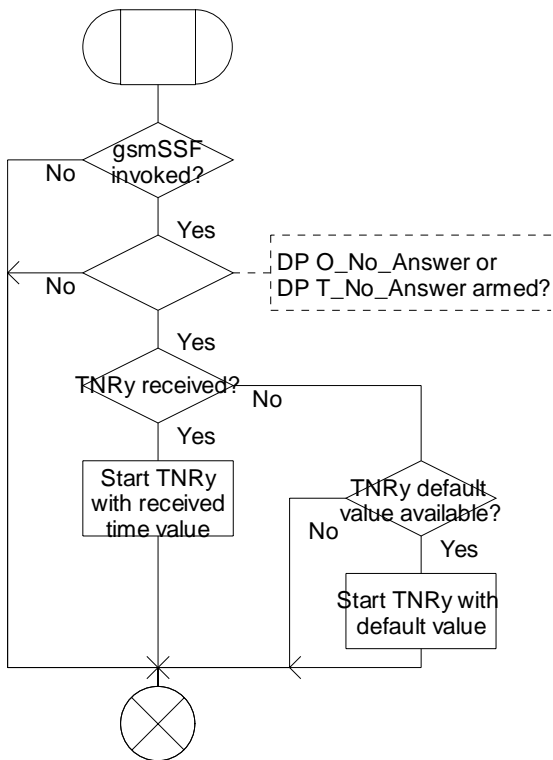 gsmSSF
invoked?
No
Yes
DP O_No_Answer or
DP T_No_Answer armed?
No
Yes
TNRy received?
No
Yes
Start TNRy
with received
time value
TNRy default
value available?
No
Yes
Start TNRy with
default value